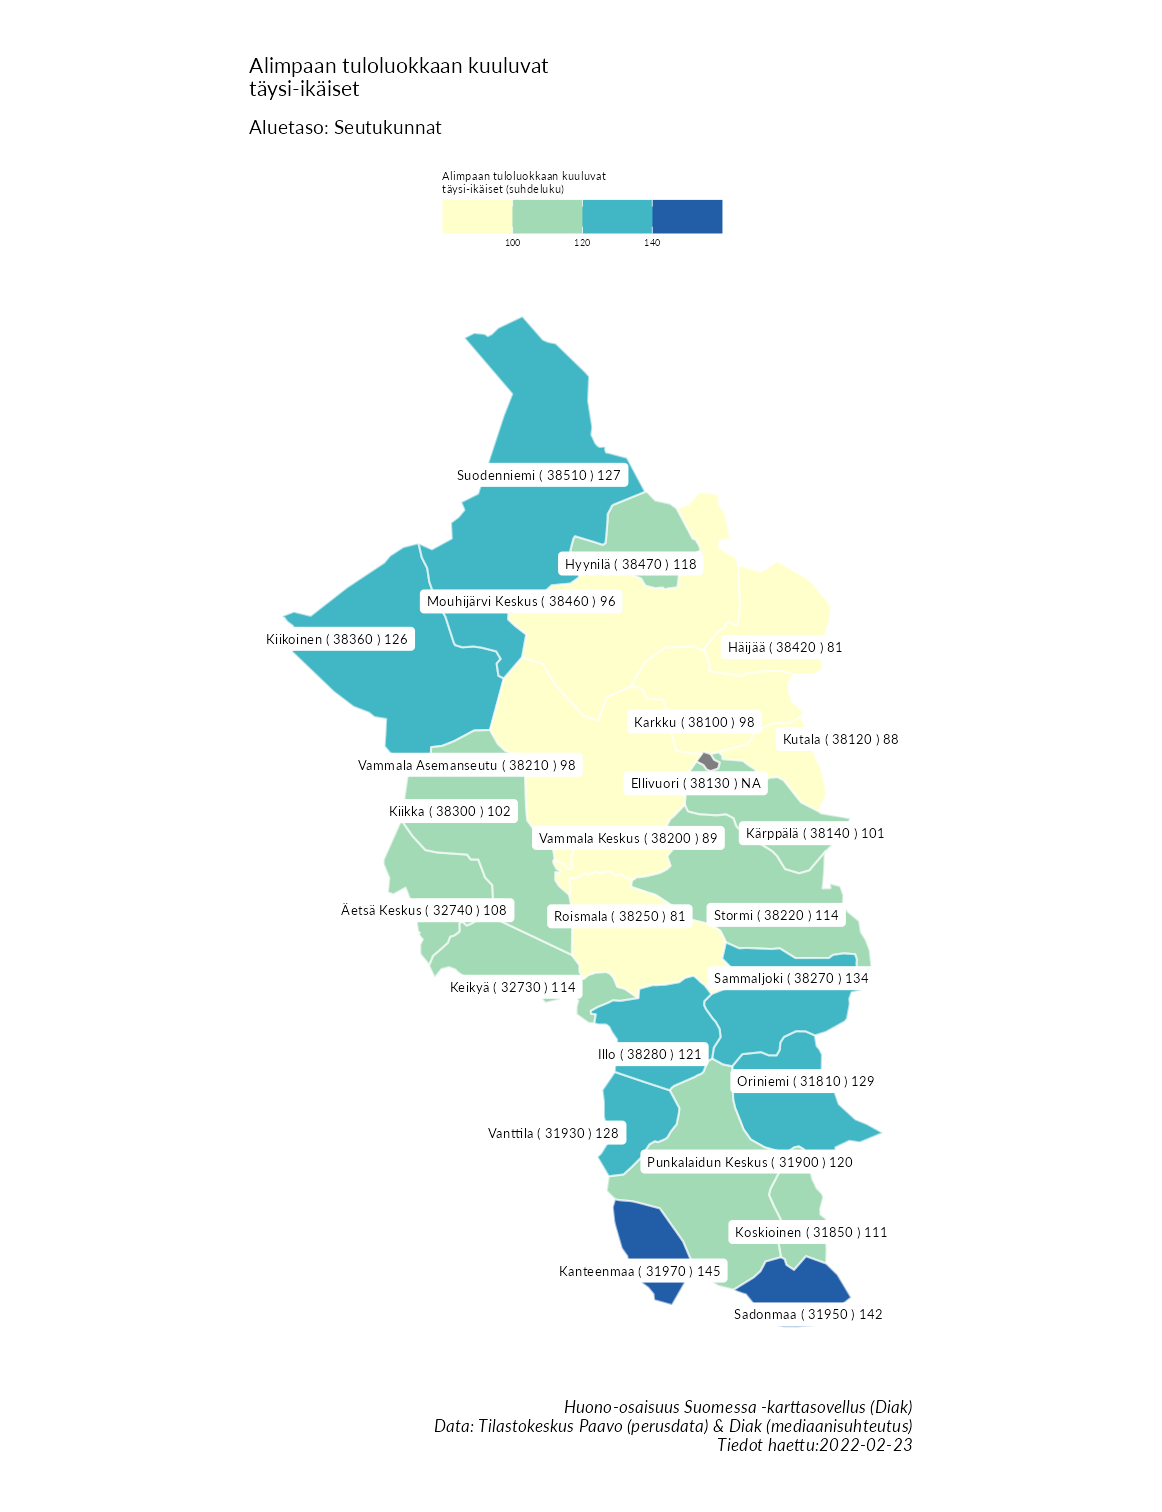 Alimpaan tuloluokkaan kuuluvat
täysi-ikäiset
Aluetaso: Seutukunnat
Alimpaan tuloluokkaan kuuluvat
täysi-ikäiset (suhdeluku)
100 120 140
Suodenniemi ( 38510 ) 127
Hyynilä ( 38470 ) 118
Mouhijärvi Keskus ( 38460 ) 96
Kiikoinen ( 38360 ) 126
Häijää ( 38420 ) 81
Karkku ( 38100 ) 98
Kutala ( 38120 ) 88
Vammala Asemanseutu ( 38210 ) 98
Ellivuori ( 38130 ) NA
Kiikka ( 38300 ) 102
Vammala Keskus ( 38200 ) 89
Kärppälä ( 38140 ) 101
Äetsä Keskus ( 32740 ) 108
Roismala ( 38250 ) 81
Stormi ( 38220 ) 114
Sammaljoki ( 38270 ) 134
Keikyä ( 32730 ) 114
Illo ( 38280 ) 121
Oriniemi ( 31810 ) 129
Vanttila ( 31930 ) 128
Punkalaidun Keskus ( 31900 ) 120
Koskioinen ( 31850 ) 111
Kanteenmaa ( 31970 ) 145
Sadonmaa ( 31950 ) 142
Huono-osaisuus Suomessa -karttasovellus (Diak)
Data: Tilastokeskus Paavo (perusdata) & Diak (mediaanisuhteutus)
Tiedot haettu:2022-02-23